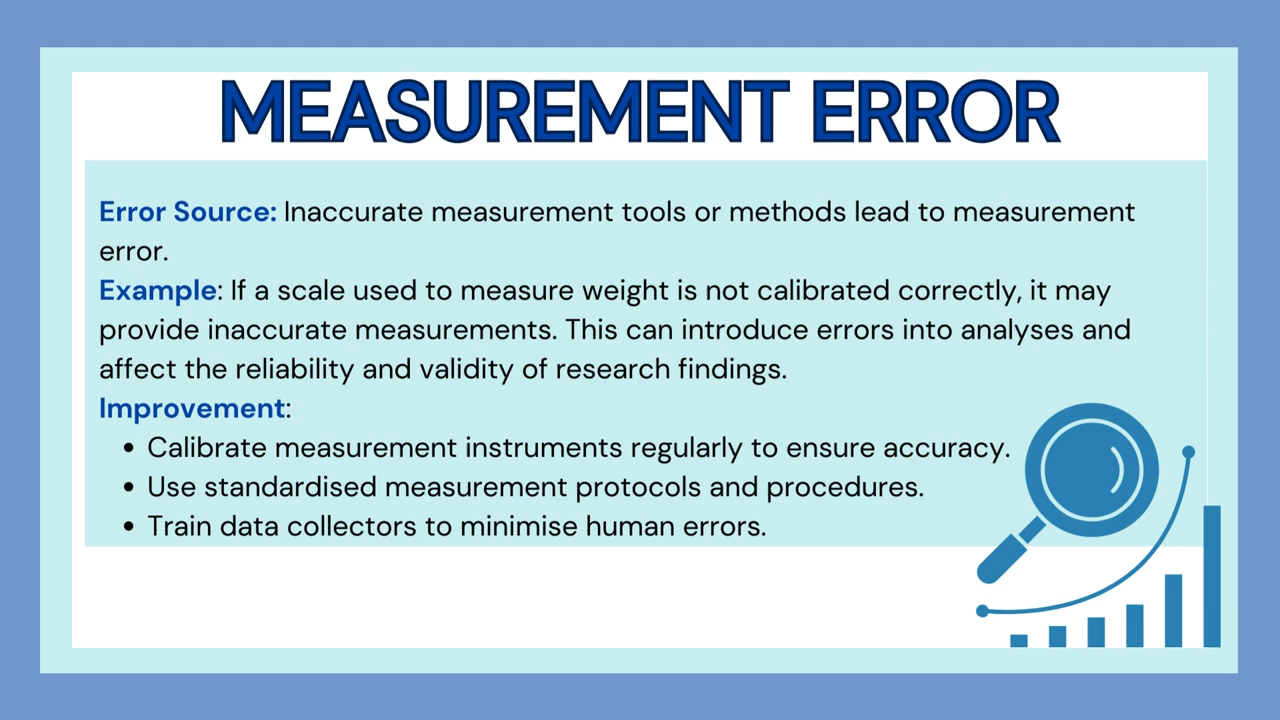 MEASUREMENT ERROR
Error Source: Inaccurate measurement tools or methods lead to measurement
error.
Example: If a scale used to measure weight is not calibrated correctly, it may
provide inaccurate measurements. This can introduce errors into analyses and
affect the reliability and validity of research findings.
Improvement:
• Calibrate measurement instruments regularly to ensure accuracy.
• Use standardised measurement protocols and procedures.
• Train data collectors to minimise human errors.